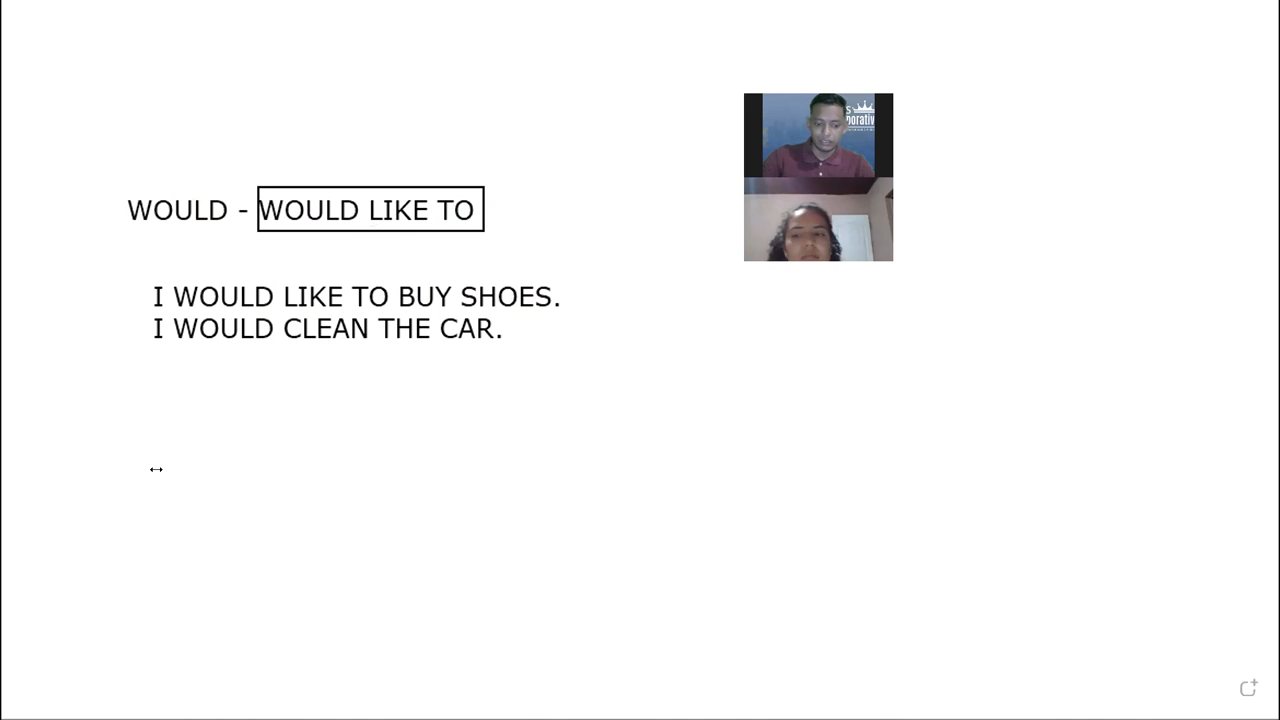 WOULD - WOULD LIKE TO
I WOULD LIKE TO BUY SHOES.
I WOULD CLEAN THE CAR.